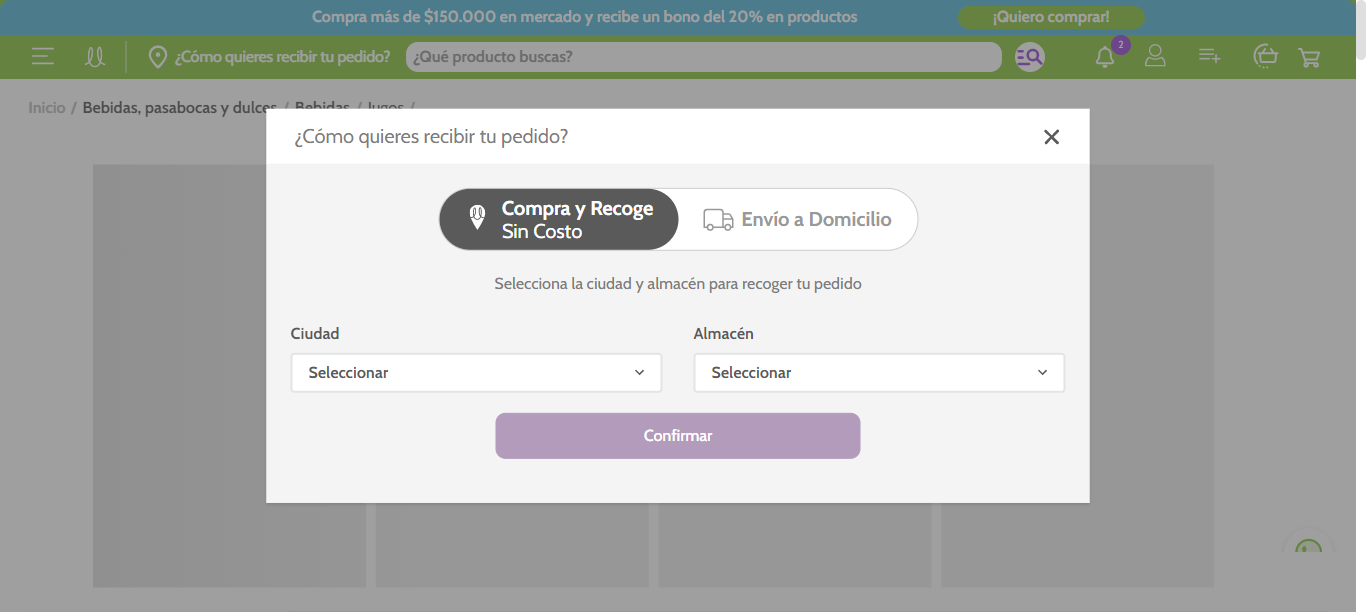 Compra más de $150.000 en mercado y recibe un bono del 20% en productos
¡Quiero comprar!
¿Cómo quieres recibir tu pedido?
¿Qué producto buscas?
2
Inicio / Bebidas, pasabocas y dulces / Bebidas / Jugos /
¿Cómo quieres recibir tu pedido?
Compra y Recoge
Sin Costo
Envío a Domicilio
Selecciona la ciudad y almacén para recoger tu pedido
Ciudad
Almacén
Seleccionar
Seleccionar
Confirmar